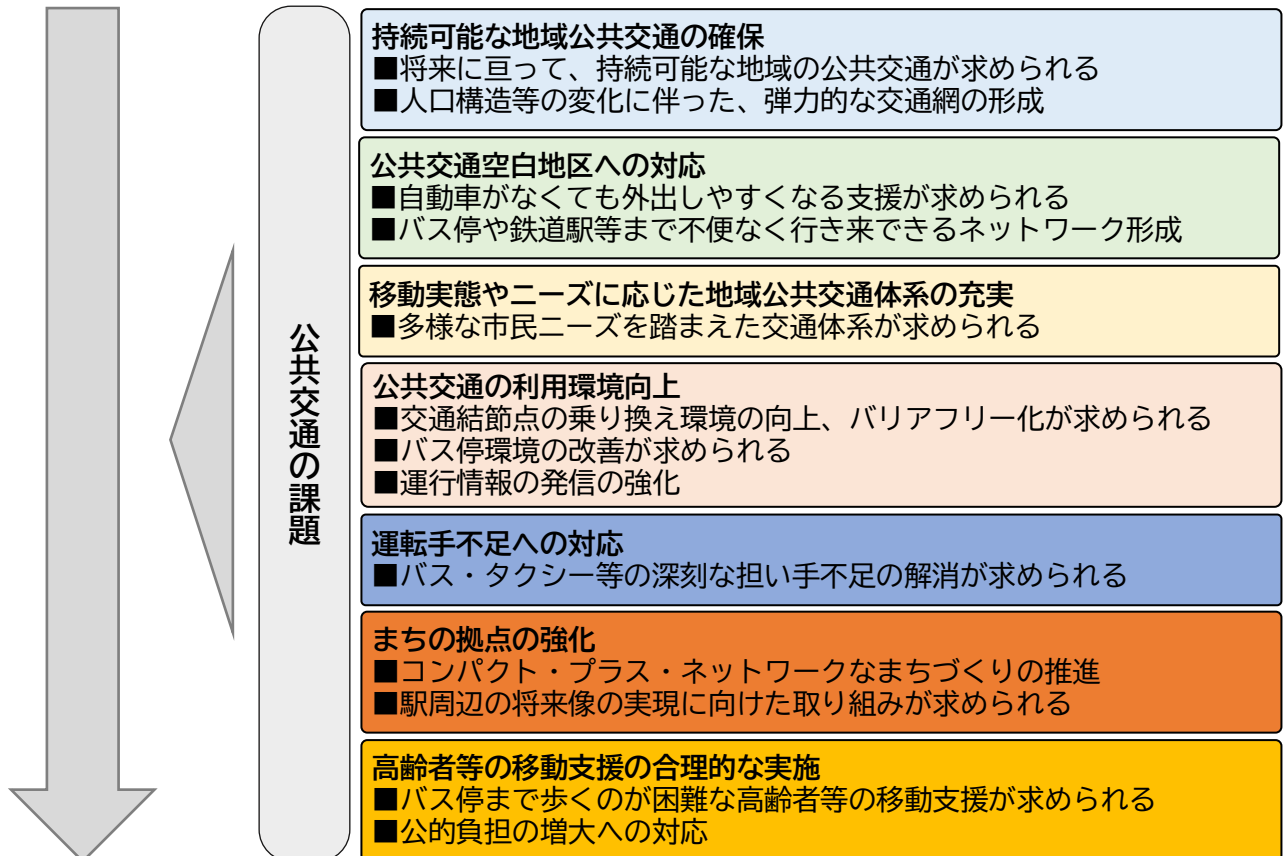 公共交通の課題
持続可能な地域公共交通の確保
■将来に亘って、持続可能な地域の公共交通が求められる
■人口構造等の変化に伴った、弾力的な交通網の形成
公共交通空白地区への対応
■自動車がなくても外出しやすくなる支援が求められる
■バス停や鉄道駅等まで不便なく行き来できるネットワーク形成
移動実態やニーズに応じた地域公共交通体系の充実
■多様な市民ニーズを踏まえた交通体系が求められる
公共交通の利用環境向上
■交通結節点の乗り換え環境の向上、バリアフリー化が求められる
■バス停環境の改善が求められる
■運行情報の発信の強化
運転手不足への対応
■バス・タクシー等の深刻な担い手不足の解消が求められる
まちの拠点の強化
■コンパクト・プラス・ネットワークなまちづくりの推進
■駅周辺の将来像の実現に向けた取り組みが求められる
高齢者等の移動支援の合理的な実施
■バス停まで歩くのが困難な高齢者等の移動支援が求められる
■公的負担の増大への対応